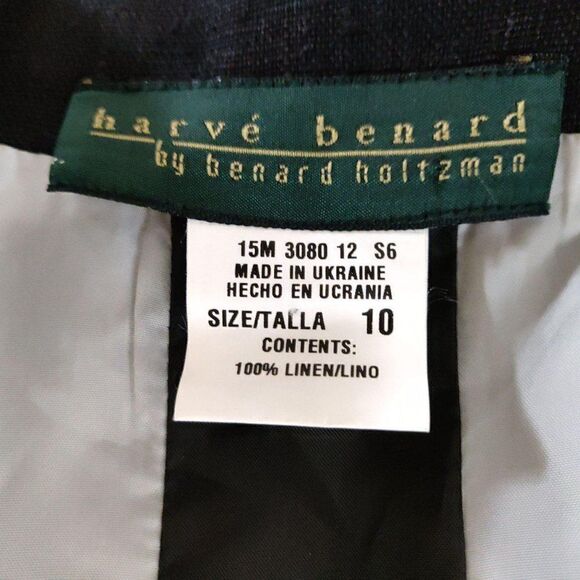 harvé benard
by benard holtzman
15M 3080 12 S6
MADE IN UKRAINE
HECHO EN UCRANIA
SIZE/TALLA 10
CONTENTS:
100% LINEN/LINO